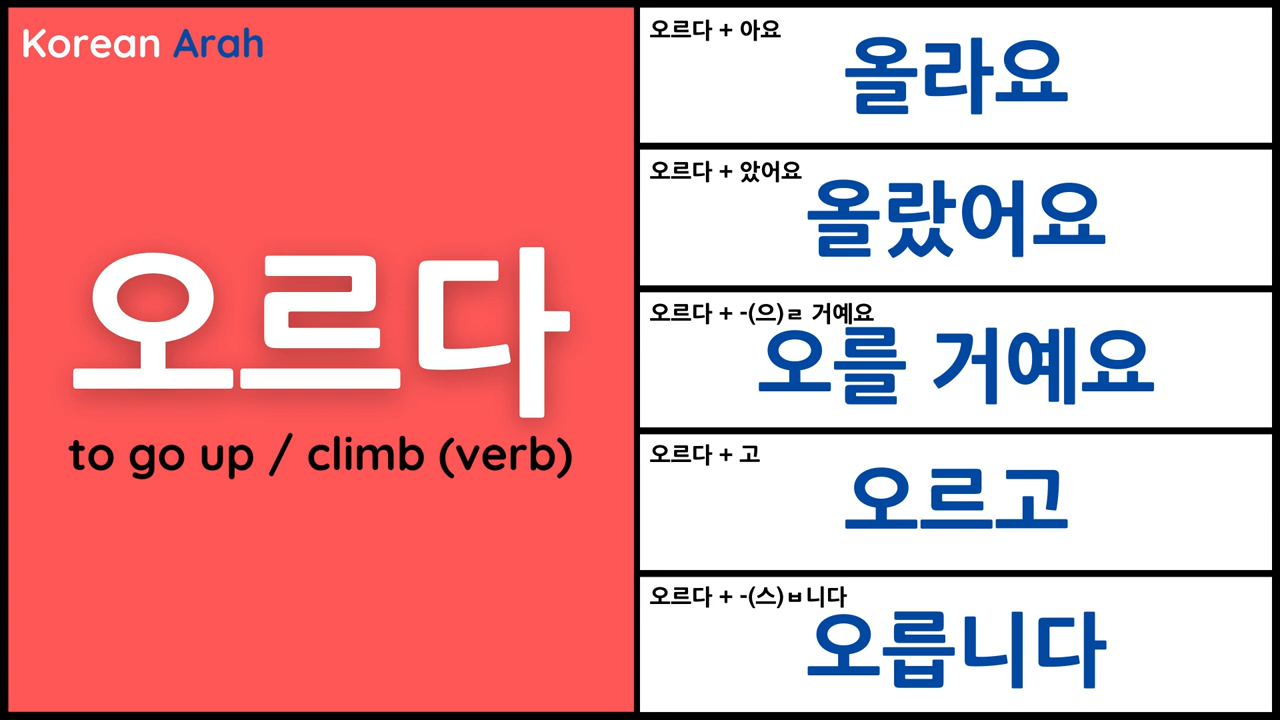 Korean Arah
오르다
to go up / climb (verb)
오르다 + 아요
올라요
오르다 + 았어요
올랐어요
오르다 + -(으)ㄹ 거예요
오를 거예요
오르다 + 고
오르고
오르다 + -(스)ㅂ니다
오릅니다